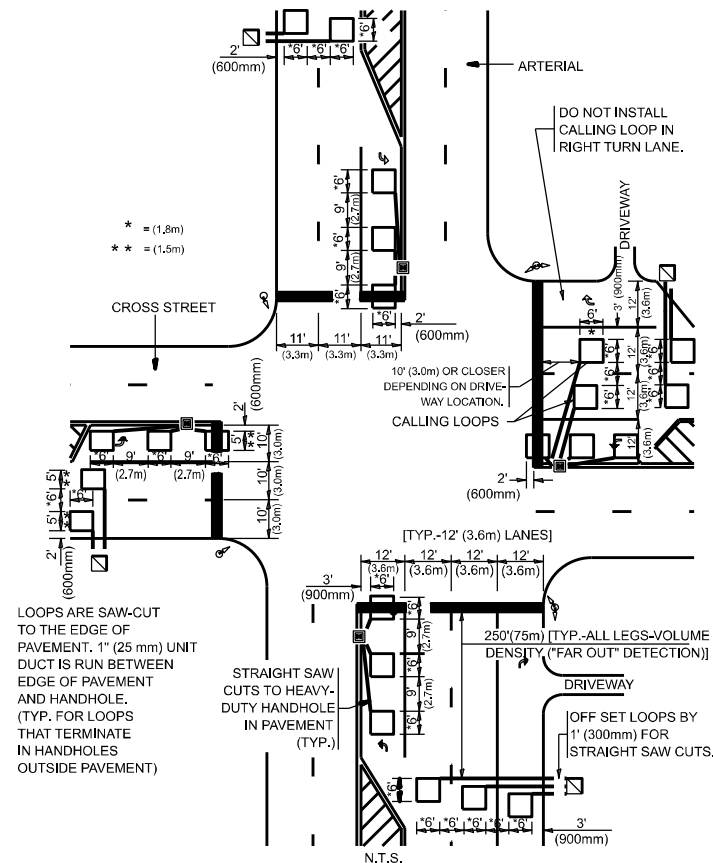 *6'
*6' *6' *6'
2'
(600mm)
ARTERIAL
DO NOT INSTALL
CALLING LOOP IN
RIGHT TURN LANE.
* = (1.8m)
** = (1.5m)
*6'
9'
(2.7m)
*6'
9'
(2.7m)
*6'
*6'
2'
(600mm)
11' 11' 11'
(3.3m) (3.3m) (3.3m)
CROSS STREET
DRIVEWAY
3' (900mm)
12'
(3.6m)
6'
*
*6'
*6'
*6'
12'
(3.6m)
12'
(3.6m)
12'
(3.6m)
*6'
*6'
*6'
10' (3.0m) OR CLOSER
DEPENDING ON DRIVE-
WAY LOCATION.
CALLING LOOPS
2'
(600mm)
2'
(600mm)
5'
**
10'
(3.0m)
10'
(3.0m)
10'
(3.0m)
*6' 9' *6' 9' *6'
(2.7m) (2.7m)
5'
**
*6'
*6'
5'
**
2'
(600mm)
[TYP.-12' (3.6m) LANES]
12' 12' 12' 12'
(3.6m) (3.6m) (3.6m) (3.6m)
3'
(900mm)
*6'
*6'
9'
(2.7m)
*6'
9'
(2.7m)
*6'
250'(75m) [TYP.-ALL LEGS-VOLUME
DENSITY ("FAR OUT" DETECTION)]
DRIVEWAY
LOOPS ARE SAW-CUT
TO THE EDGE OF
PAVEMENT. 1" (25 mm) UNIT
DUCT IS RUN BETWEEN
EDGE OF PAVEMENT
AND HANDHOLE.
(TYP. FOR LOOPS
THAT TERMINATE
IN HANDHOLES
OUTSIDE PAVEMENT)
STRAIGHT SAW
CUTS TO HEAVY-
DUTY HANDHOLE
IN PAVEMENT
(TYP.)
OFF SET LOOPS BY
1' (300mm) FOR
STRAIGHT SAW CUTS.
*6'
*6' *6' *6' *6' *6'
3'
(900mm)
N.T.S.